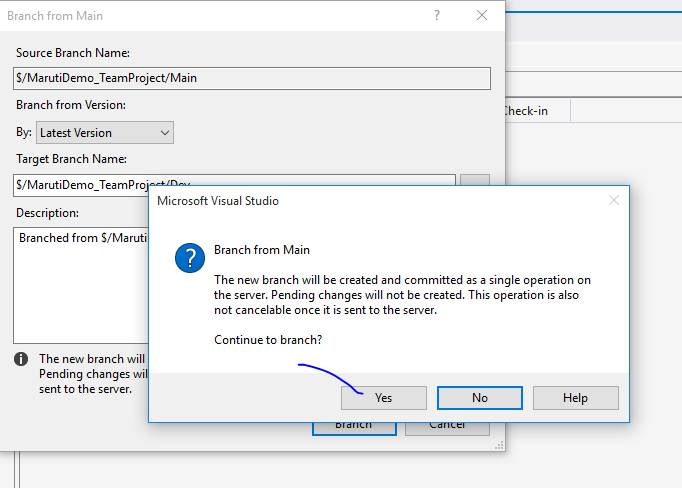 Branch from Main
?
Source Branch Name:
$/MarutiDemo_TeamProject/Main
Branch from Version:
By: Latest Version
Check-in
Target Branch Name:
$/MarutiDemo_TeamProject/Dev
Description:
Branched from $/Maruti
Microsoft Visual Studio
?
Branch from Main
The new branch will be created and committed as a single operation on
the server. Pending changes will not be created. This operation is also
not cancelable once it is sent to the server.
Continue to branch?
Yes No Help
The new branch will
Pending changes wil
sent to the server.
Branch Cancel